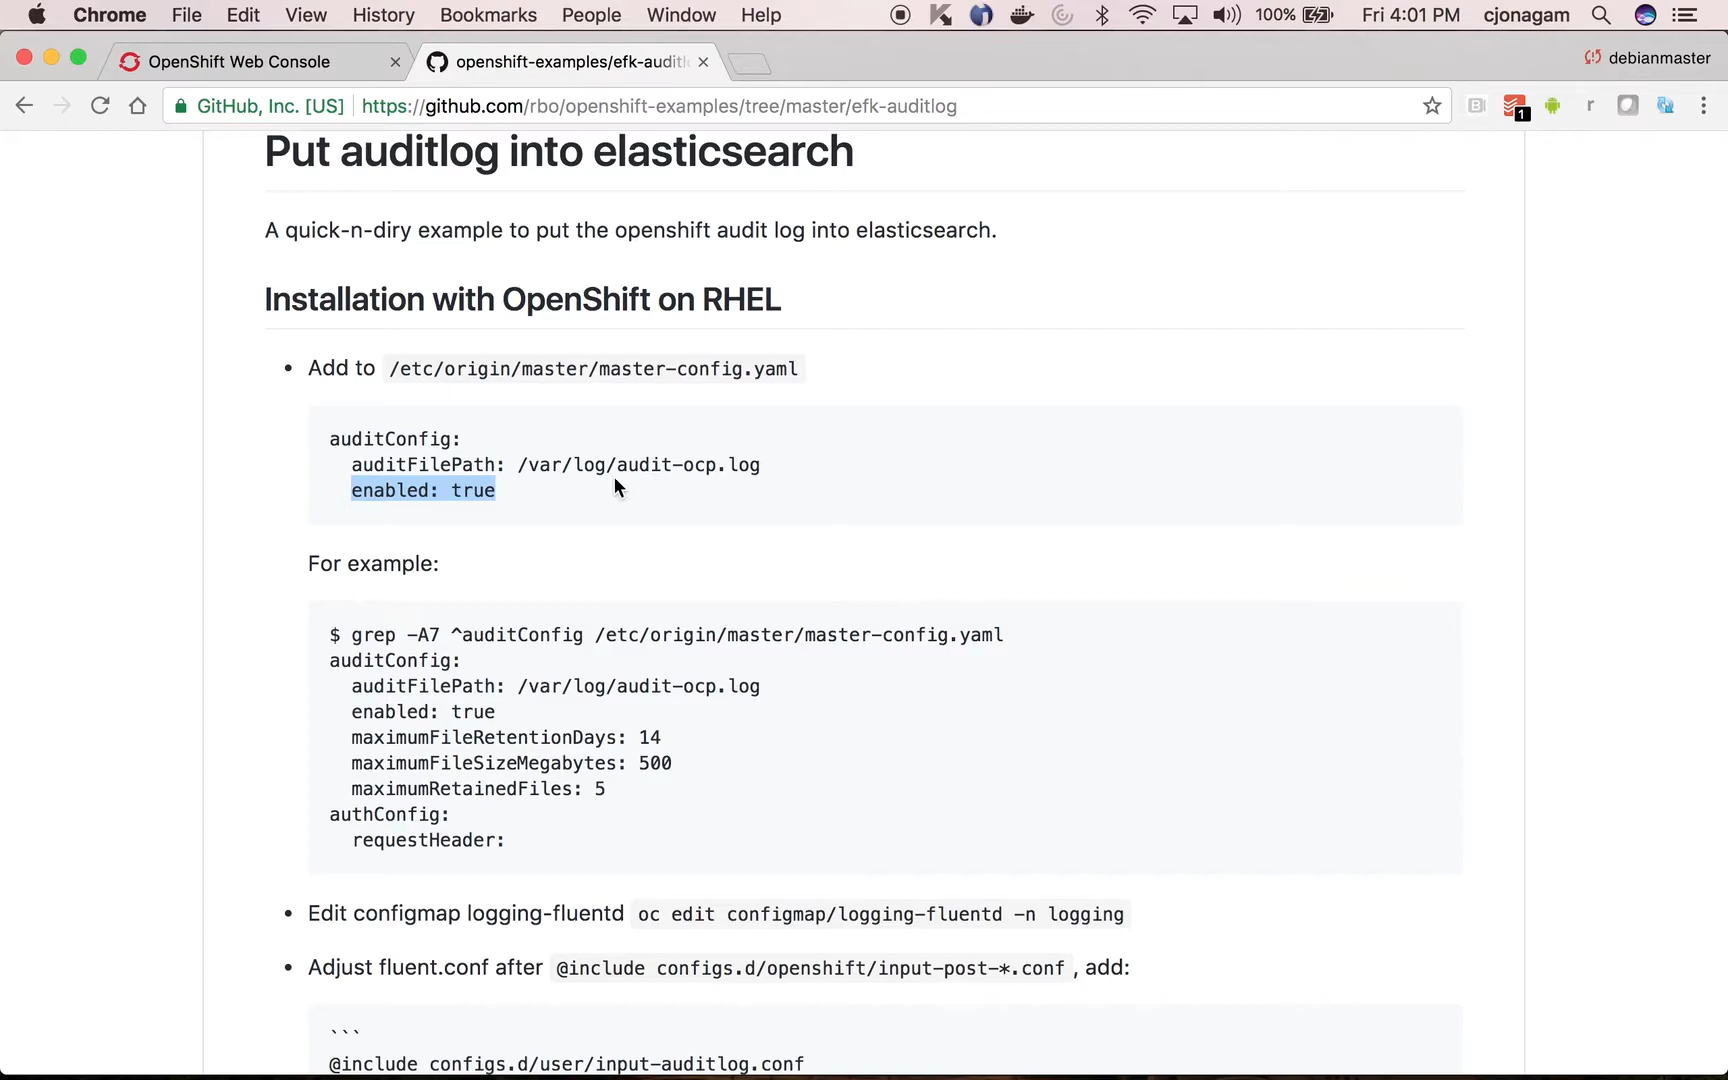 Chrome File Edit View History Bookmarks People Window Help 100% Fri 4:01 PM cjonagam
OpenShift Web Console × openshift-examples/efk-auditl × debianmaster
GitHub, Inc. [US] https://github.com/rbo/openshift-examples/tree/master/efk-auditlog 1 r
Put auditlog into elasticsearch
A quick-n-diry example to put the openshift audit log into elasticsearch.
Installation with OpenShift on RHEL
• Add to /etc/origin/master/master-config.yaml
auditConfig:
auditFilePath: /var/log/audit-ocp.log
enabled: true
For example:
$ grep -A7 ^auditConfig /etc/origin/master/master-config.yaml
auditConfig:
auditFilePath: /var/log/audit-ocp.log
enabled: true
maximumFileRetentionDays: 14
maximumFileSizeMegabytes: 500
maximumRetainedFiles: 5
authConfig:
requestHeader:
• Edit configmap logging-fluentd oc edit configmap/logging-fluentd -n logging
• Adjust fluent.conf after @include configs.d/openshift/input-post-*.conf , add:
```
@include configs.d/user/input-auditlog.conf